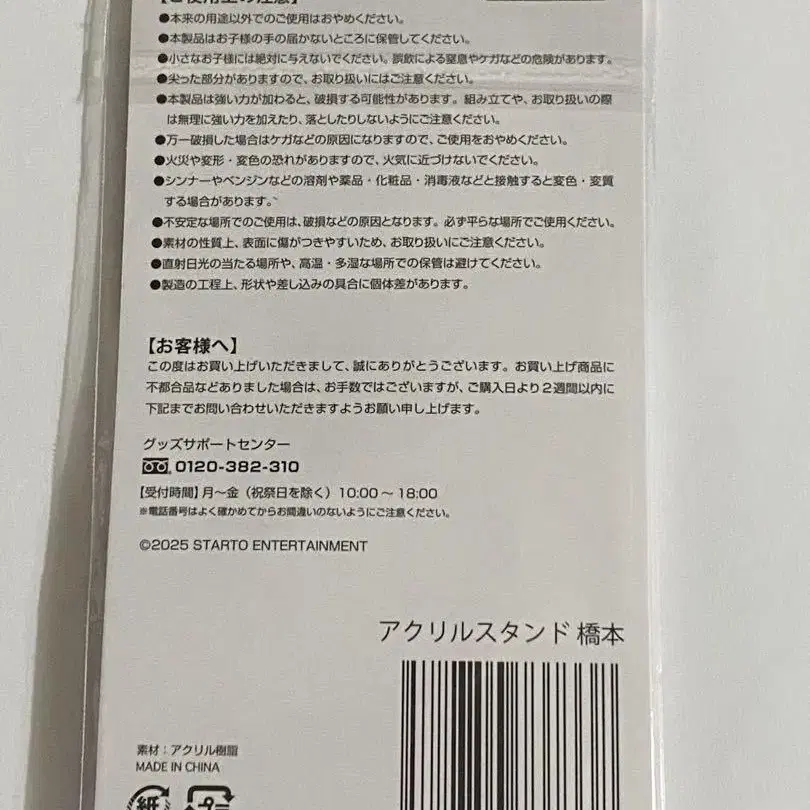 【ご使用上の注意】
●本来の用途以外でのご使用はおやめください。
●本製品はお子様の手の届かないところに保管してください。
●小さなお子様には絶対に与えないでください。誤飲による窒息やケガなどの危険があります。
●尖った部分がありますので、お取り扱いにはご注意ください。
●本製品は強い力が加わると、破損する可能性があります。組み立てや、お取り扱いの際
は無理に強い力を加えたり、落としたりしないようにご注意ください。
●万一破損した場合はケガなどの原因になりますので、ご使用をおやめください。
●火災や変形・変色の恐れがありますので、火気に近づけないでください。
●シンナーやベンジンなどの溶剤や薬品・化粧品・消毒液などと接触すると変色・変質
する場合があります。
●不安定な場所でのご使用は、破損などの原因となります。必ず平らな場所でご使用ください。
●素材の性質上、表面に傷がつきやすいため、お取り扱いにご注意ください。
●直射日光の当たる場所や、高温・多湿な場所での保管は避けてください。
●製造の工程上、形状や差し込みの具合に個体差があります。
【お客様へ】
この度はお買い上げいただきまして、誠にありがとうございます。お買い上げ商品に
不都合品などありました場合は、お手数ではございますが、ご購入日より2週間以内に
下記までお問い合わせいただきますようお願い申し上げます。
グッズサポートセンター
0120-382-310
【受付時間】月～金（祝祭日を除く）10:00～18:00
※電話番号はよく確かめてからお間違いのないようにご注意ください。
©2025 STARTO ENTERTAINMENT
アクリルスタンド 橋本
素材：アクリル樹脂
MADE IN CHINA
紙 プラ